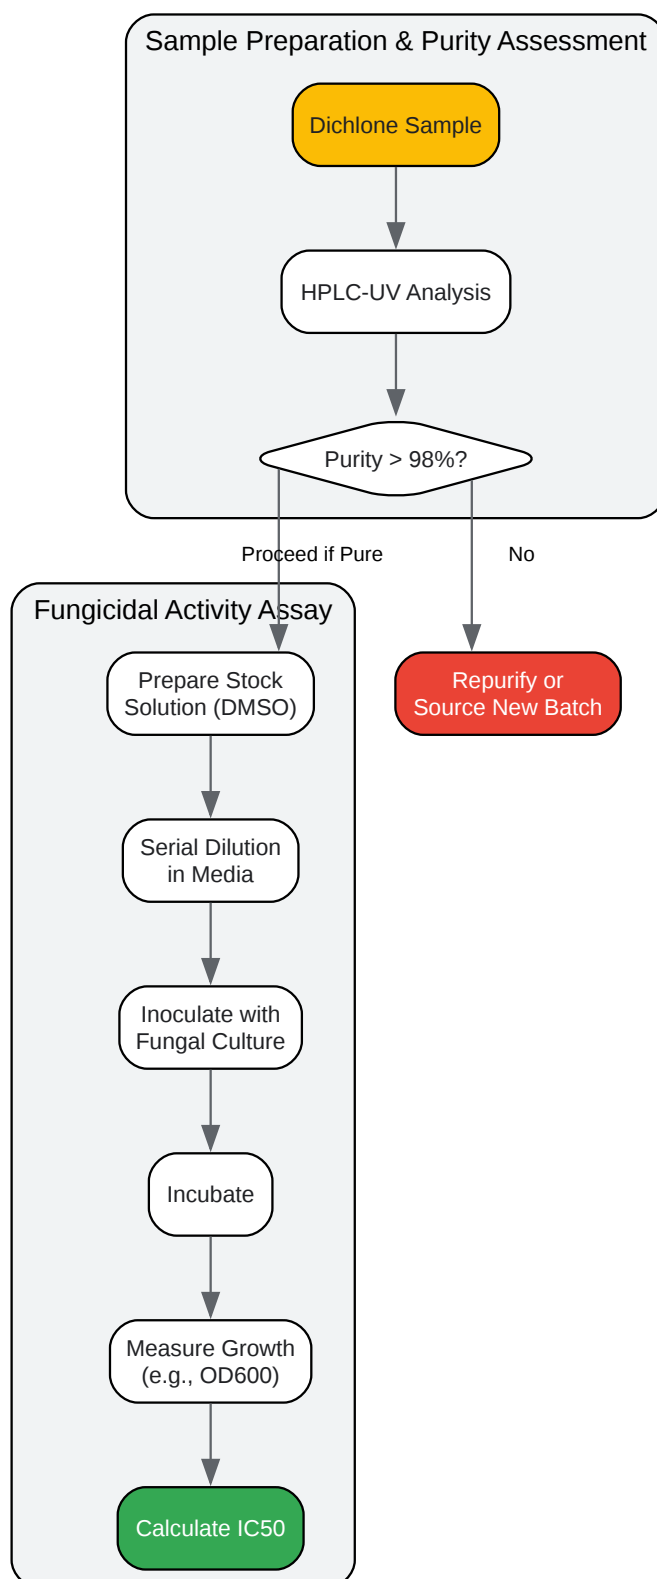 Sample Preparation & Purity Assessment
Dichlone Sample
HPLC-UV Analysis
Purity > 98%?
Proceed if Pure
No
Fungicidal Activity Assay
Prepare Stock
Solution (DMSO)
Repurify or
Source New Batch
Serial Dilution
in Media
Inoculate with
Fungal Culture
Incubate
Measure Growth
(e.g., OD600)
Calculate IC50